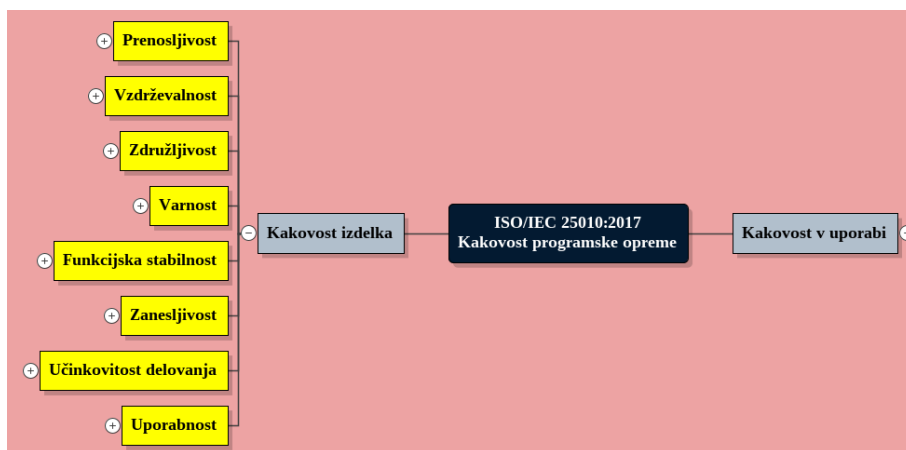 Prenosljivost
Vzdrževalnost
Združljivost
Varnost
Funkcijska stabilnost
Zanesljivost
Učinkovitost delovanja
Uporabnost
Kakovost izdelka
ISO/IEC 25010:2017
Kakovost programske opreme
Kakovost v uporabi